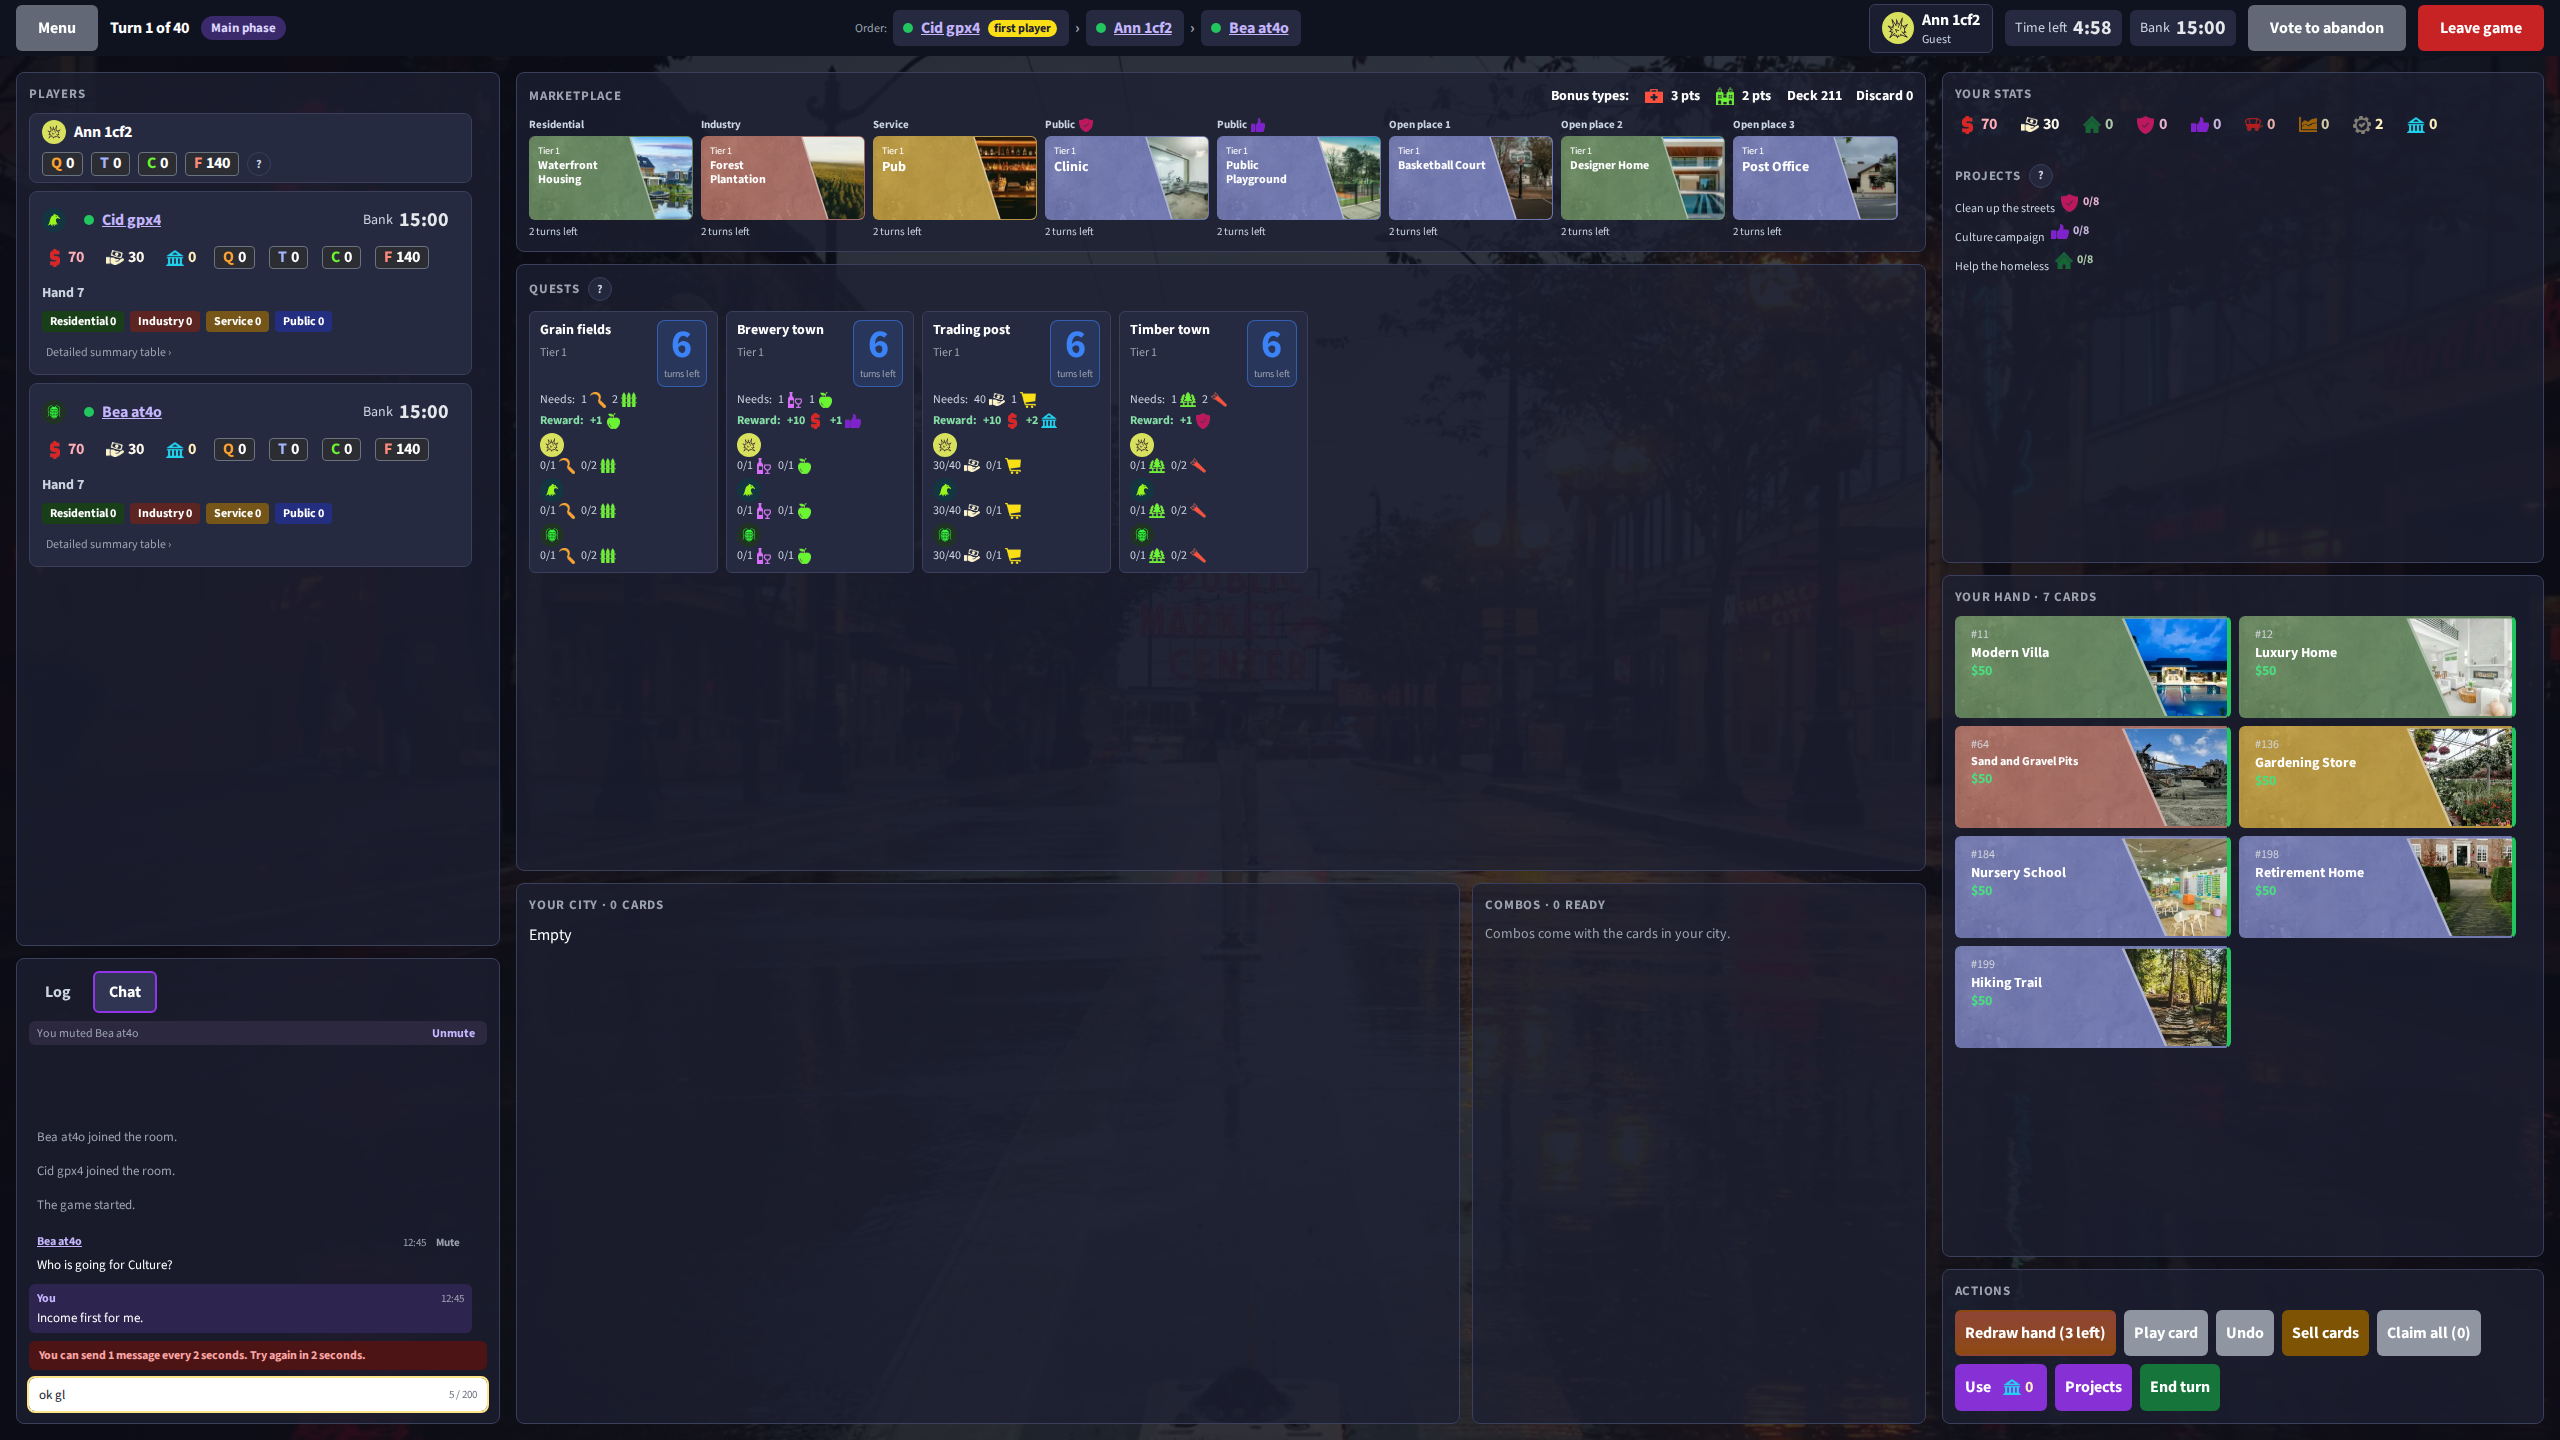 Menu
Turn 1 of 40
Main phase
Order:
Cid gpx4 first player › Ann 1cf2 › Bea at4o
Ann 1cf2
Guest
Time left 4:58
Bank 15:00
Vote to abandon
Leave game
PLAYERS
Ann 1cf2
Q 0 T 0 C 0 F 140 ?
Cid gpx4
Bank 15:00
70 30 0 Q 0 T 0 C 0 F 140
Hand 7
Residential 0 Industry 0 Service 0 Public 0
Detailed summary table ›
Bea at4o
Bank 15:00
70 30 0 Q 0 T 0 C 0 F 140
Hand 7
Residential 0 Industry 0 Service 0 Public 0
Detailed summary table ›
Log
Chat
You muted Bea at4o
Unmute
Bea at4o joined the room.
Cid gpx4 joined the room.
The game started.
Bea at4o
12:45 Mute
Who is going for Culture?
You
12:45
Income first for me.
You can send 1 message every 2 seconds. Try again in 2 seconds.
ok gl
5 / 200
MARKETPLACE
Bonus types: 3 pts 2 pts Deck 211 Discard 0
Residential
Tier 1
Waterfront
Housing
2 turns left
Industry
Tier 1
Forest
Plantation
2 turns left
Service
Tier 1
Pub
2 turns left
Public
Tier 1
Clinic
2 turns left
Public
Tier 1
Public
Playground
2 turns left
Open place 1
Tier 1
Basketball Court
2 turns left
Open place 2
Tier 1
Designer Home
2 turns left
Open place 3
Tier 1
Post Office
2 turns left
QUESTS ?
Grain fields
Tier 1
6
turns left
Needs: 1 2
Reward: +1
0/1 0/2
0/1 0/2
0/1 0/2
Brewery town
Tier 1
6
turns left
Needs: 1 1
Reward: +10 $ +1
0/1 0/1
0/1 0/1
0/1 0/1
Trading post
Tier 1
6
turns left
Needs: 40 1
Reward: +10 $ +2
30/40 0/1
30/40 0/1
30/40 0/1
Timber town
Tier 1
6
turns left
Needs: 1 2
Reward: +1
0/1 0/2
0/1 0/2
0/1 0/2
YOUR CITY · 0 CARDS
Empty
COMBOS · 0 READY
Combos come with the cards in your city.
YOUR STATS
$ 70 30 0 0 0 0 0 2 0
PROJECTS ?
Clean up the streets 0/8
Culture campaign 0/8
Help the homeless 0/8
YOUR HAND · 7 CARDS
#11
Modern Villa
$50
#12
Luxury Home
$50
#64
Sand and Gravel Pits
$50
#136
Gardening Store
$50
#184
Nursery School
$50
#198
Retirement Home
$50
#199
Hiking Trail
$50
ACTIONS
Redraw hand (3 left)
Play card
Undo
Sell cards
Claim all (0)
Use 0
Projects
End turn